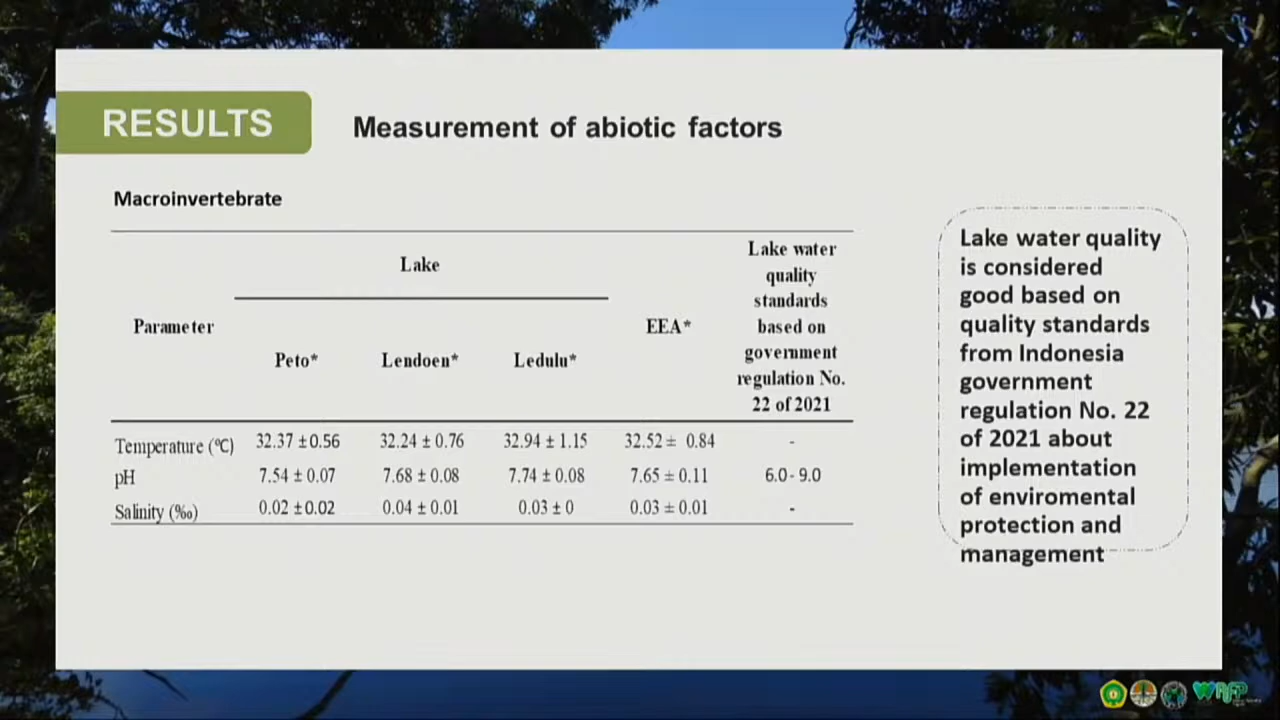 RESULTS
Measurement of abiotic factors
Macroinvertebrate
Parameter
Lake
Peto*
Lendoen*
Ledulu*
EEA*
Lake water
quality
standards
based on
government
regulation No.
22 of 2021
Temperature (℃) 32.37 ± 0.56 32.24 ± 0.76 32.94 ± 1.15 32.52 ± 0.84 -
pH 7.54 ± 0.07 7.68 ± 0.08 7.74 ± 0.08 7.65 ± 0.11 6.0 - 9.0
Salinity (‰) 0.02 ± 0.02 0.04 ± 0.01 0.03 ± 0 0.03 ± 0.01 -
Lake water quality
is considered
good based on
quality standards
from Indonesia
government
regulation No. 22
of 2021 about
implementation
of enviromental
protection and
management